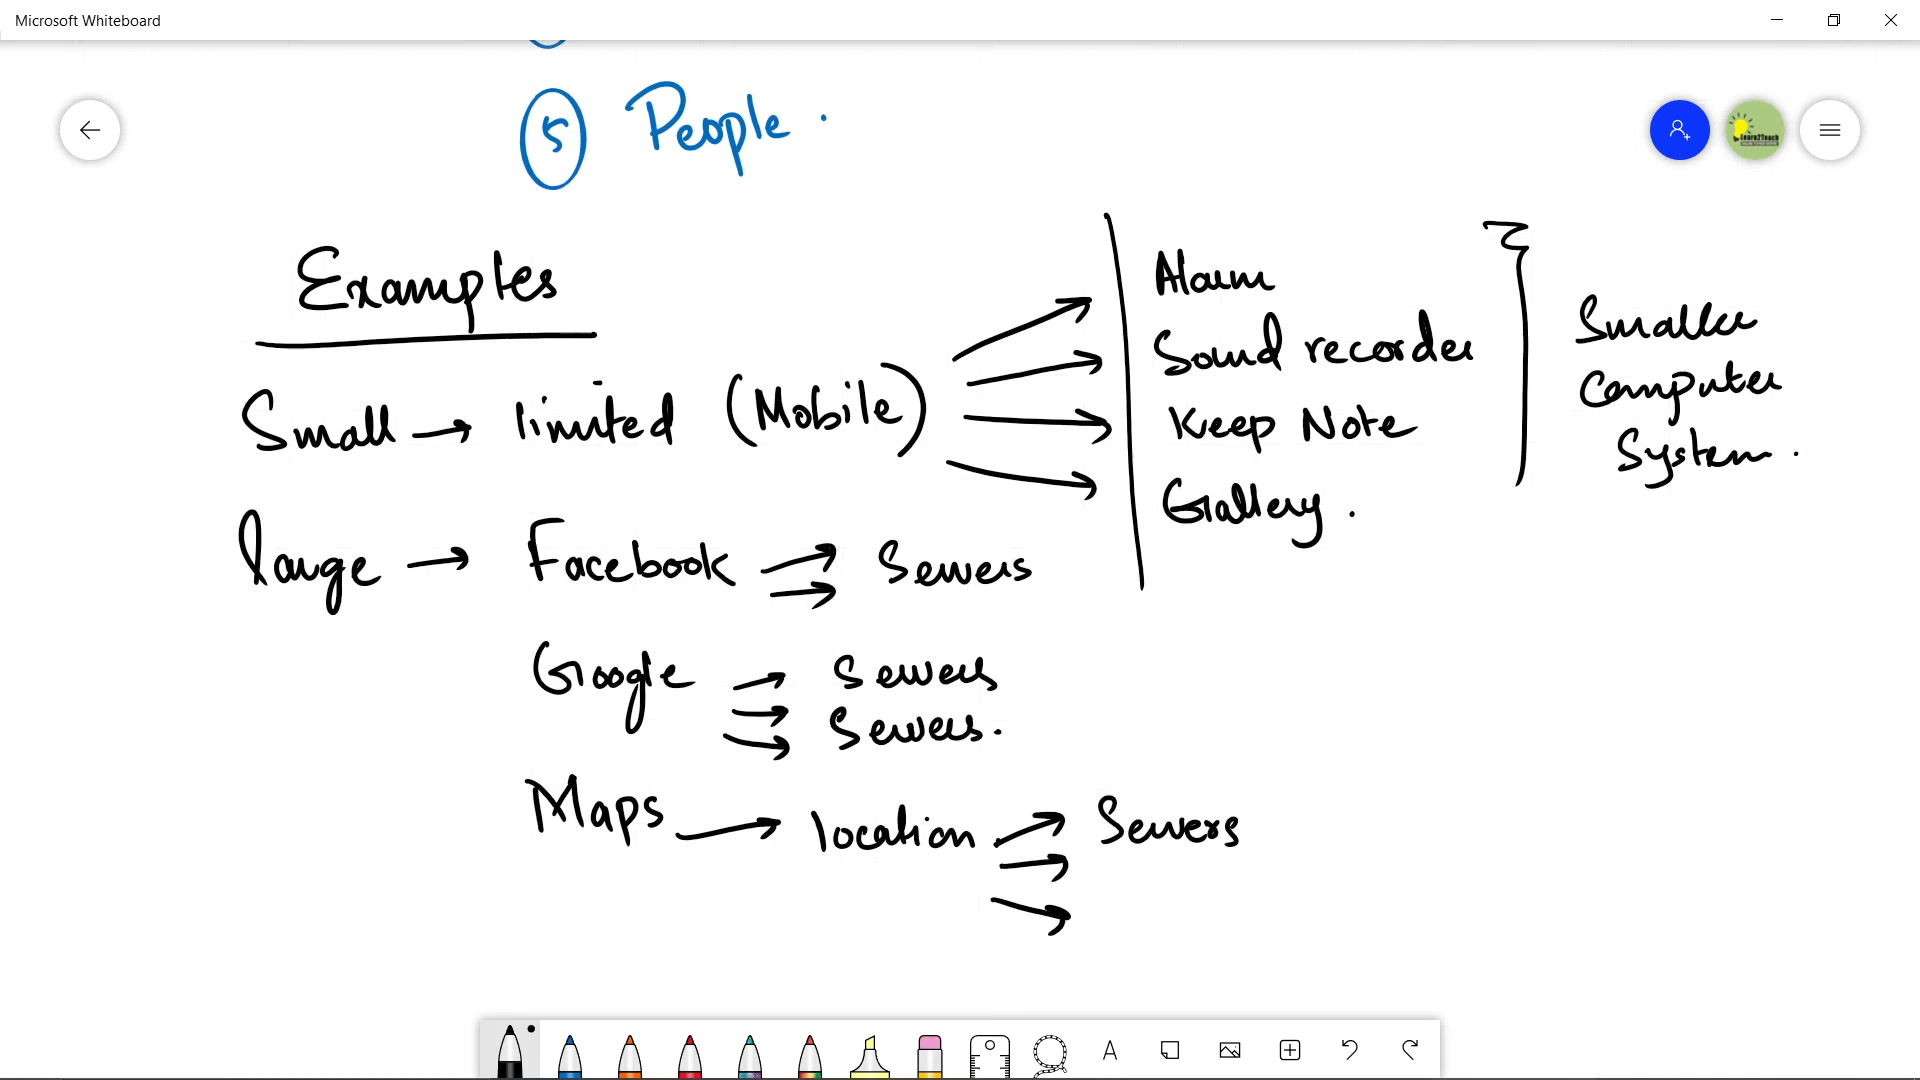 Microsoft Whiteboard
5 People.
Learn2Teach
Examples
Small → limited (Mobile)
Alarm
Sound recorder
Keep Note
Gallery.
Smaller
Computer
System.
large → Facebook → Servers
Google → Servers
→ Servers.
Maps → location → Servers
A